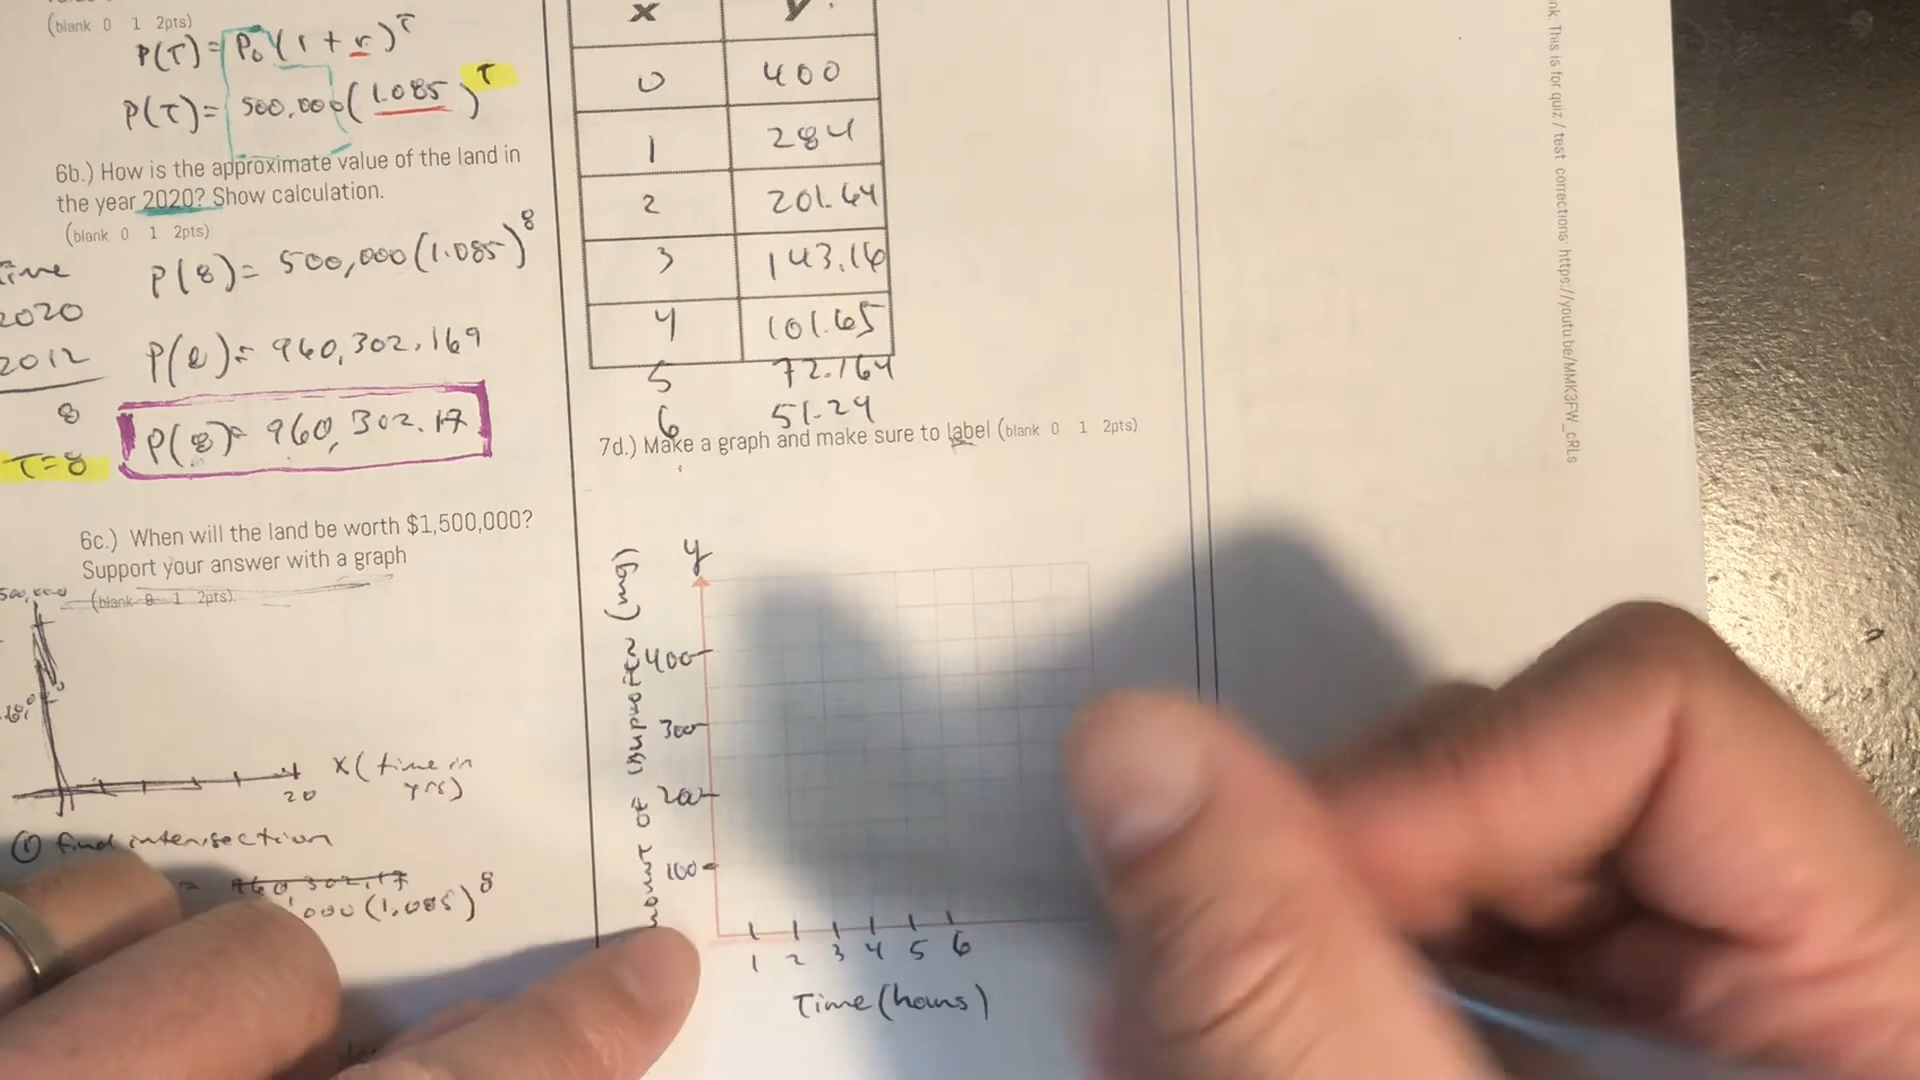 (blank 0 1 2pts)
P(T) = P₀ (1 + r)ᵀ
P(T) = 500,000 (1.085)ᵀ
6b.) How is the approximate value of the land in
the year 2020? Show calculation.
(blank 0 1 2pts)
2020
2012
8
T=8
P(8) = 500,000 (1.085)⁸
P(8) = 960,302.169
P(8) = 960,302.17
6c.) When will the land be worth $1,500,000?
Support your answer with a graph
(blank 0 1 2pts)
x (time in
yrs)
20
① find intersection
960 302.17
000 (1.085)⁸
x y
0 400
1 284
2 201.64
3 143.16
4 101.65
5 72.164
6 51.24
7d.) Make a graph and make sure to label (blank 0 1 2pts)
y
400
300
200
100
of Ibuprofen (mg)
1 2 3 4 5 6
Time (hours)
nk. This is for quiz / test corrections https://youtu.be/MMK3FW_cRLs